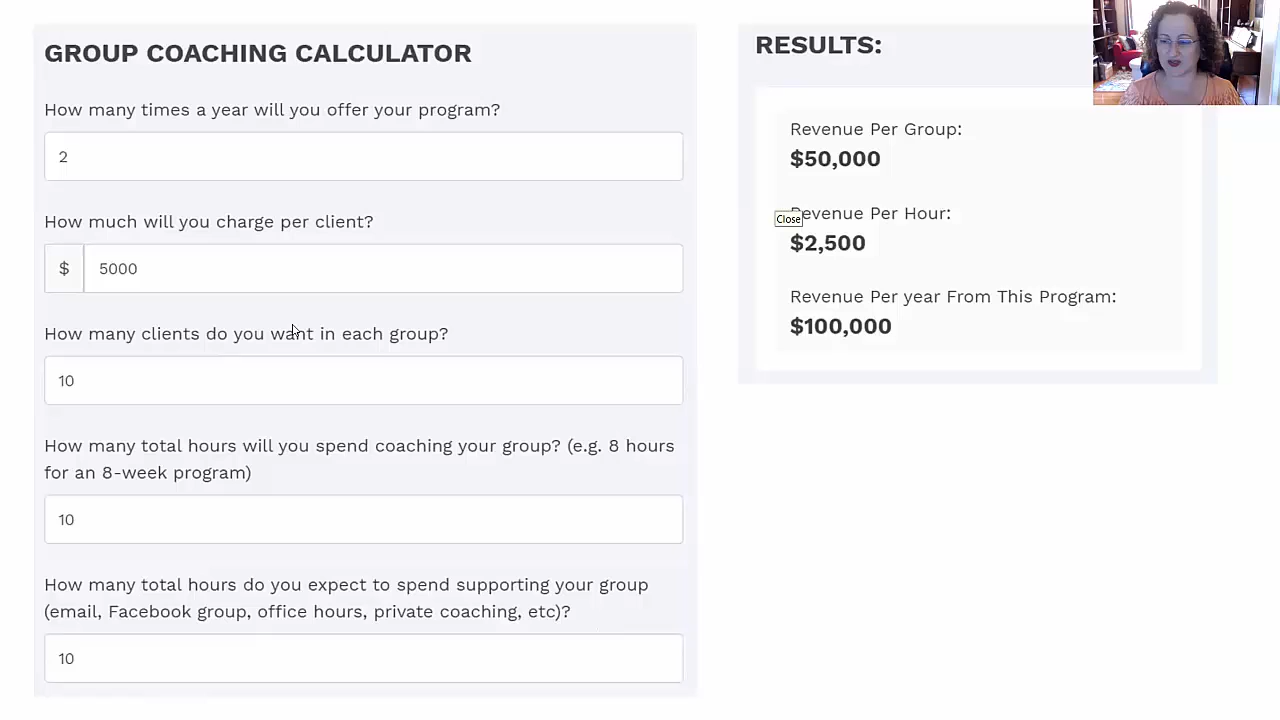 GROUP COACHING CALCULATOR
How many times a year will you offer your program?
2
How much will you charge per client?
$ 5000
How many clients do you want in each group?
10
How many total hours will you spend coaching your group? (e.g. 8 hours
for an 8-week program)
10
How many total hours do you expect to spend supporting your group
(email, Facebook group, office hours, private coaching, etc)?
10
RESULTS:
Revenue Per Group:
$50,000
Close
Revenue Per Hour:
$2,500
Revenue Per year From This Program:
$100,000